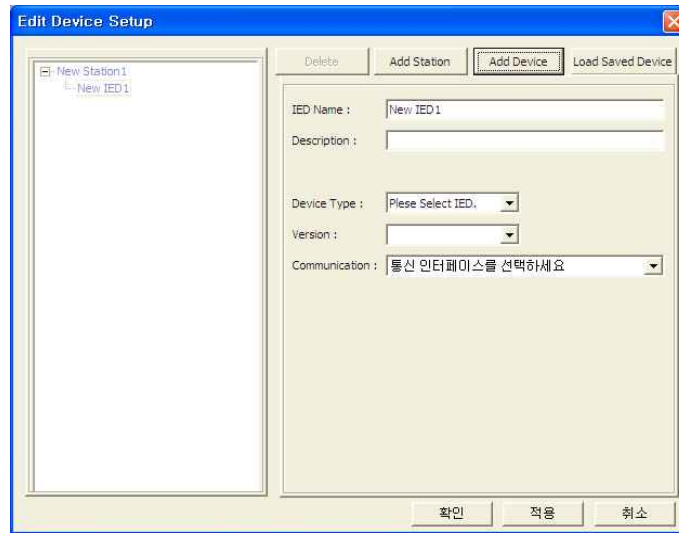 Edit Device Setup
New Station1
New IED1
Delete
Add Station
Add Device
Load Saved Device
IED Name :
New IED1
Description :
Device Type :
Plese Select IED.
Version :
Communication :
통신 인터페이스를 선택하세요
확인
적용
취소